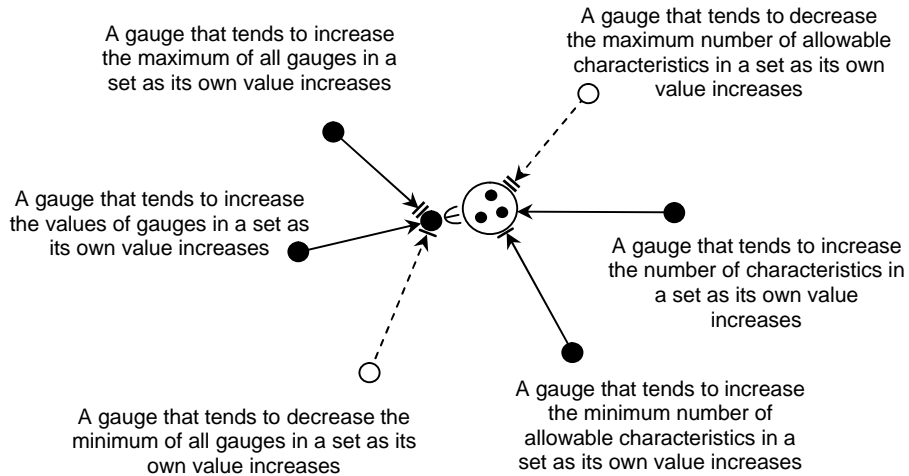 A gauge that tends to increase
the maximum of all gauges in a
set as its own value increases
A gauge that tends to decrease
the maximum number of allowable
characteristics in a set as its own
value increases
A gauge that tends to increase
the values of gauges in a set as
its own value increases
A gauge that tends to increase
the number of characteristics in
a set as its own value
increases
A gauge that tends to decrease the
minimum of all gauges in a set as its
own value increases
A gauge that tends to increase
the minimum number of
allowable characteristics in a
set as its own value increases